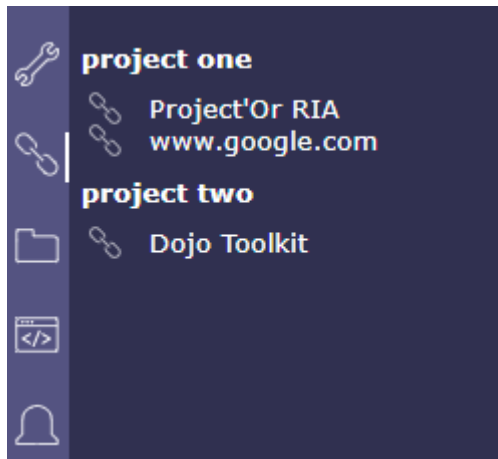 project one
Project'Or RIA
www.google.com
project two
Dojo Toolkit